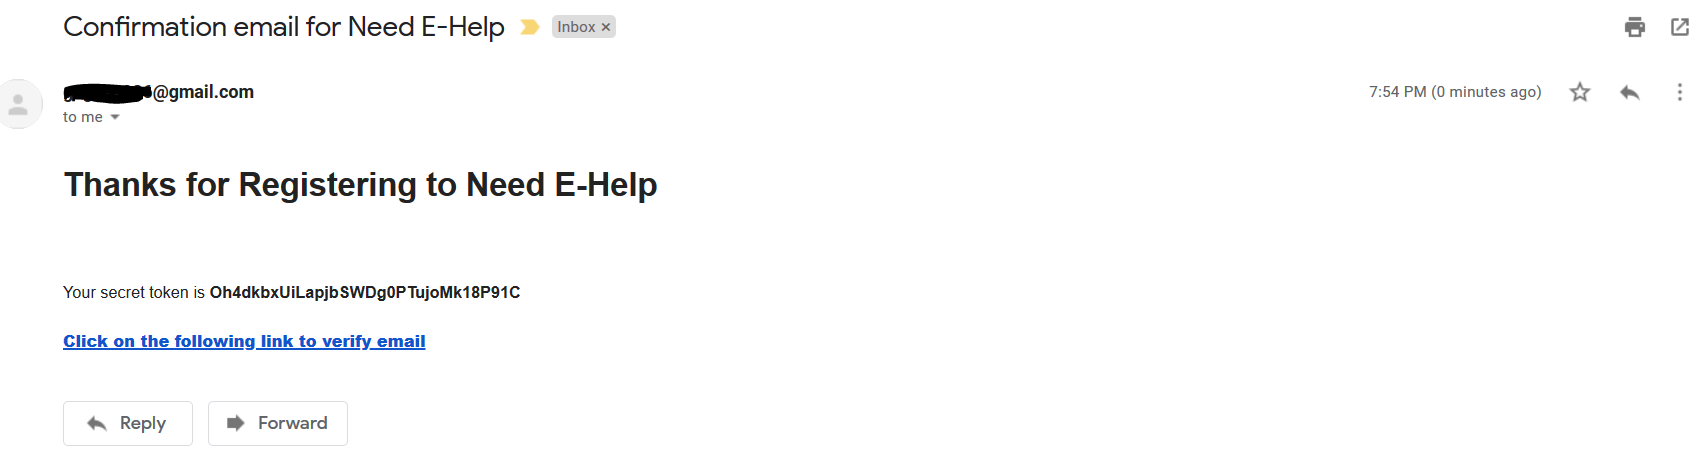 Confirmation email for Need E-Help
Inbox ×
@gmail.com
7:54 PM (0 minutes ago)
to me
Thanks for Registering to Need E-Help
Your secret token is Oh4dkbxUiLapjbSWDg0PTujoMk18P91C
Click on the following link to verify email
Reply
Forward